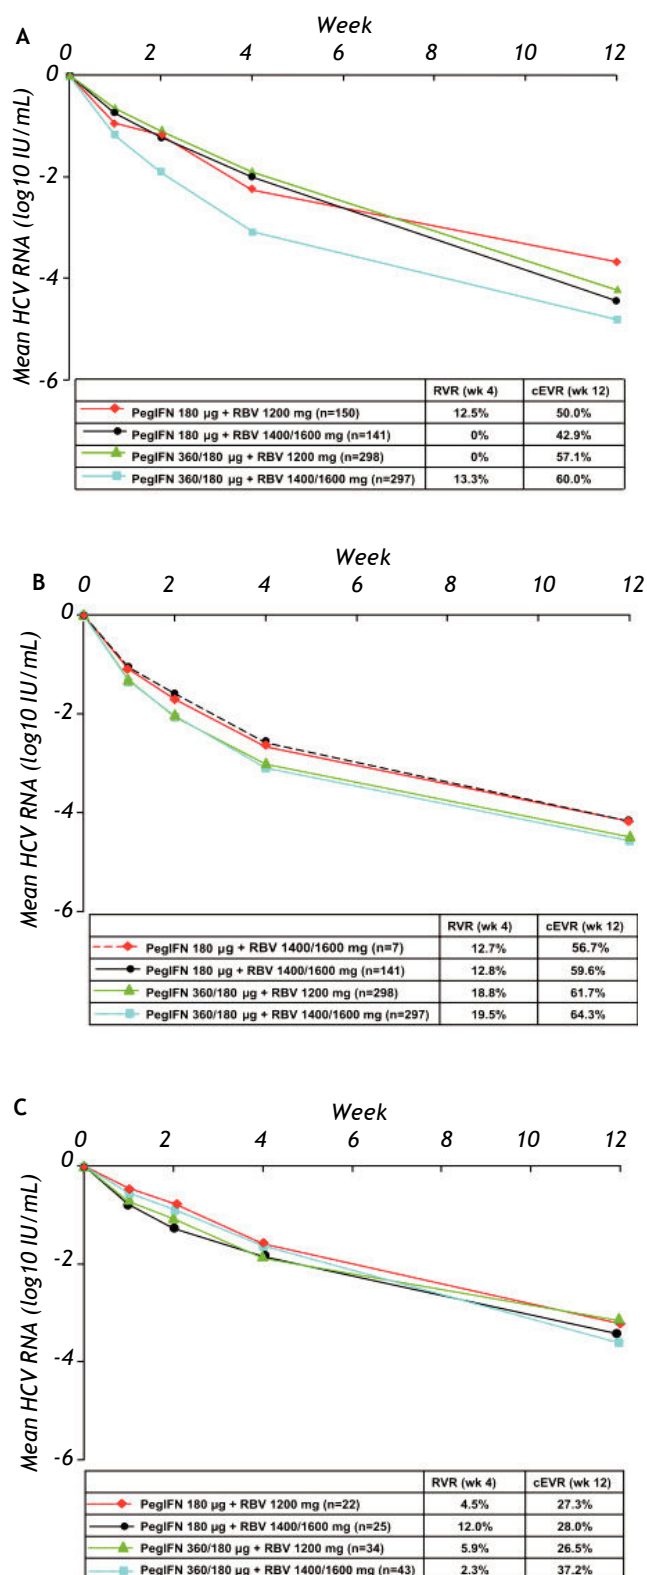 A
Week
0 2 4 6 8 10 12
0
-2
-4
-6
Mean HCV RNA (log10 IU/mL)
RVR (wk 4) cEVR (wk 12)
PegIFN 180 µg + RBV 1200 mg (n=150) 12.5% 50.0%
PegIFN 180 µg + RBV 1400/1600 mg (n=141) 0% 42.9%
PegIFN 360/180 µg + RBV 1200 mg (n=298) 0% 57.1%
PegIFN 360/180 µg + RBV 1400/1600 mg (n=297) 13.3% 60.0%
B
Week
0 2 4 6 8 10 12
0
-2
-4
-6
Mean HCV RNA (log10 IU/mL)
RVR (wk 4) cEVR (wk 12)
PegIFN 180 µg + RBV 1400/1600 mg (n=7) 12.7% 56.7%
PegIFN 180 µg + RBV 1400/1600 mg (n=141) 12.8% 59.6%
PegIFN 360/180 µg + RBV 1200 mg (n=298) 18.8% 61.7%
PegIFN 360/180 µg + RBV 1400/1600 mg (n=297) 19.5% 64.3%
C
Week
0 2 4 6 8 10 12
0
-2
-4
-6
Mean HCV RNA (log10 IU/mL)
RVR (wk 4) cEVR (wk 12)
PegIFN 180 µg + RBV 1200 mg (n=22) 4.5% 27.3%
PegIFN 180 µg + RBV 1400/1600 mg (n=25) 12.0% 28.0%
PegIFN 360/180 µg + RBV 1200 mg (n=34) 5.9% 26.5%
PegIFN 360/180 µg + RBV 1400/1600 mg (n=43) 2.3% 37.2%